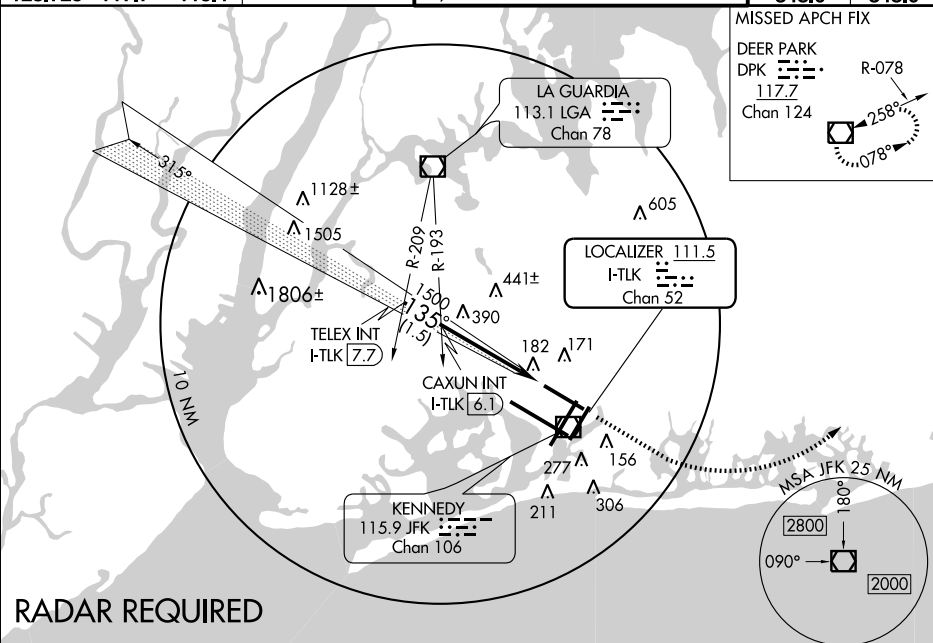 MISSED APCH FIX
DEER PARK
DPK
117.7
Chan 124
R-078
258°
078°
LA GUARDIA
113.1 LGA
Chan 78
315°
1128±
1505
1806±
605
R-209
R-193
LOCALIZER 111.5
I-TLK
Chan 52
441±
1500
135°
(1.5)
390
TELEX INT
I-TLK 7.7
182
171
CAXUN INT
I-TLK 6.1
10 NM
156
277
306
211
KENNEDY
115.9 JFK
Chan 106
MSA JFK 25 NM
180°
2800
090°
2000
RADAR REQUIRED